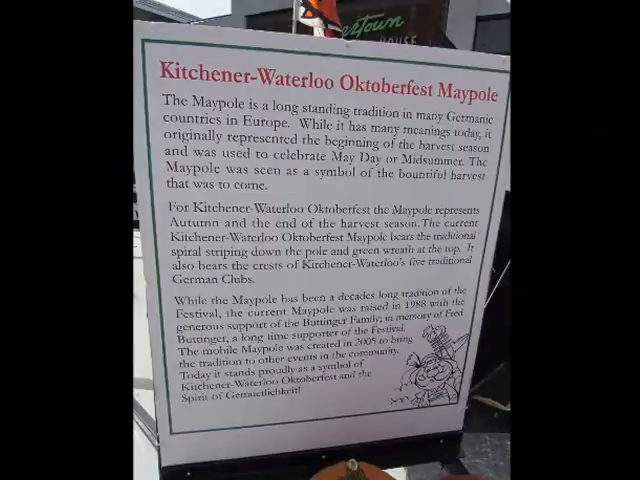 estown
HOUSE
Kitchener-Waterloo Oktoberfest Maypole
The Maypole is a long standing tradition in many Germanic
countries in Europe. While it has many meanings today, it
originally represented the beginning of the harvest season
and was used to celebrate May Day or Midsummer. The
Maypole was seen as a symbol of the bountiful harvest
that was to come.
For Kitchener-Waterloo Oktoberfest the Maypole represents
Autumn and the end of the harvest season. The current
Kitchener-Waterloo Oktoberfest Maypole bears the traditional
spiral striping down the pole and green wreath at the top. It
also bears the crests of Kitchener-Waterloo's five traditional
German Clubs.
While the Maypole has been a decades long tradition of the
Festival, the current Maypole was raised in 1988 with the
generous support of the Buttinger Family; in memory of Fred
Buttinger, a long time supporter of the Festival.
The mobile Maypole was created in 2005 to bring
the tradition to other events in the community.
Today it stands proudly as a symbol of
Kitchener-Waterloo Oktoberfest and the
Spirit of Gemuetlichkeit!